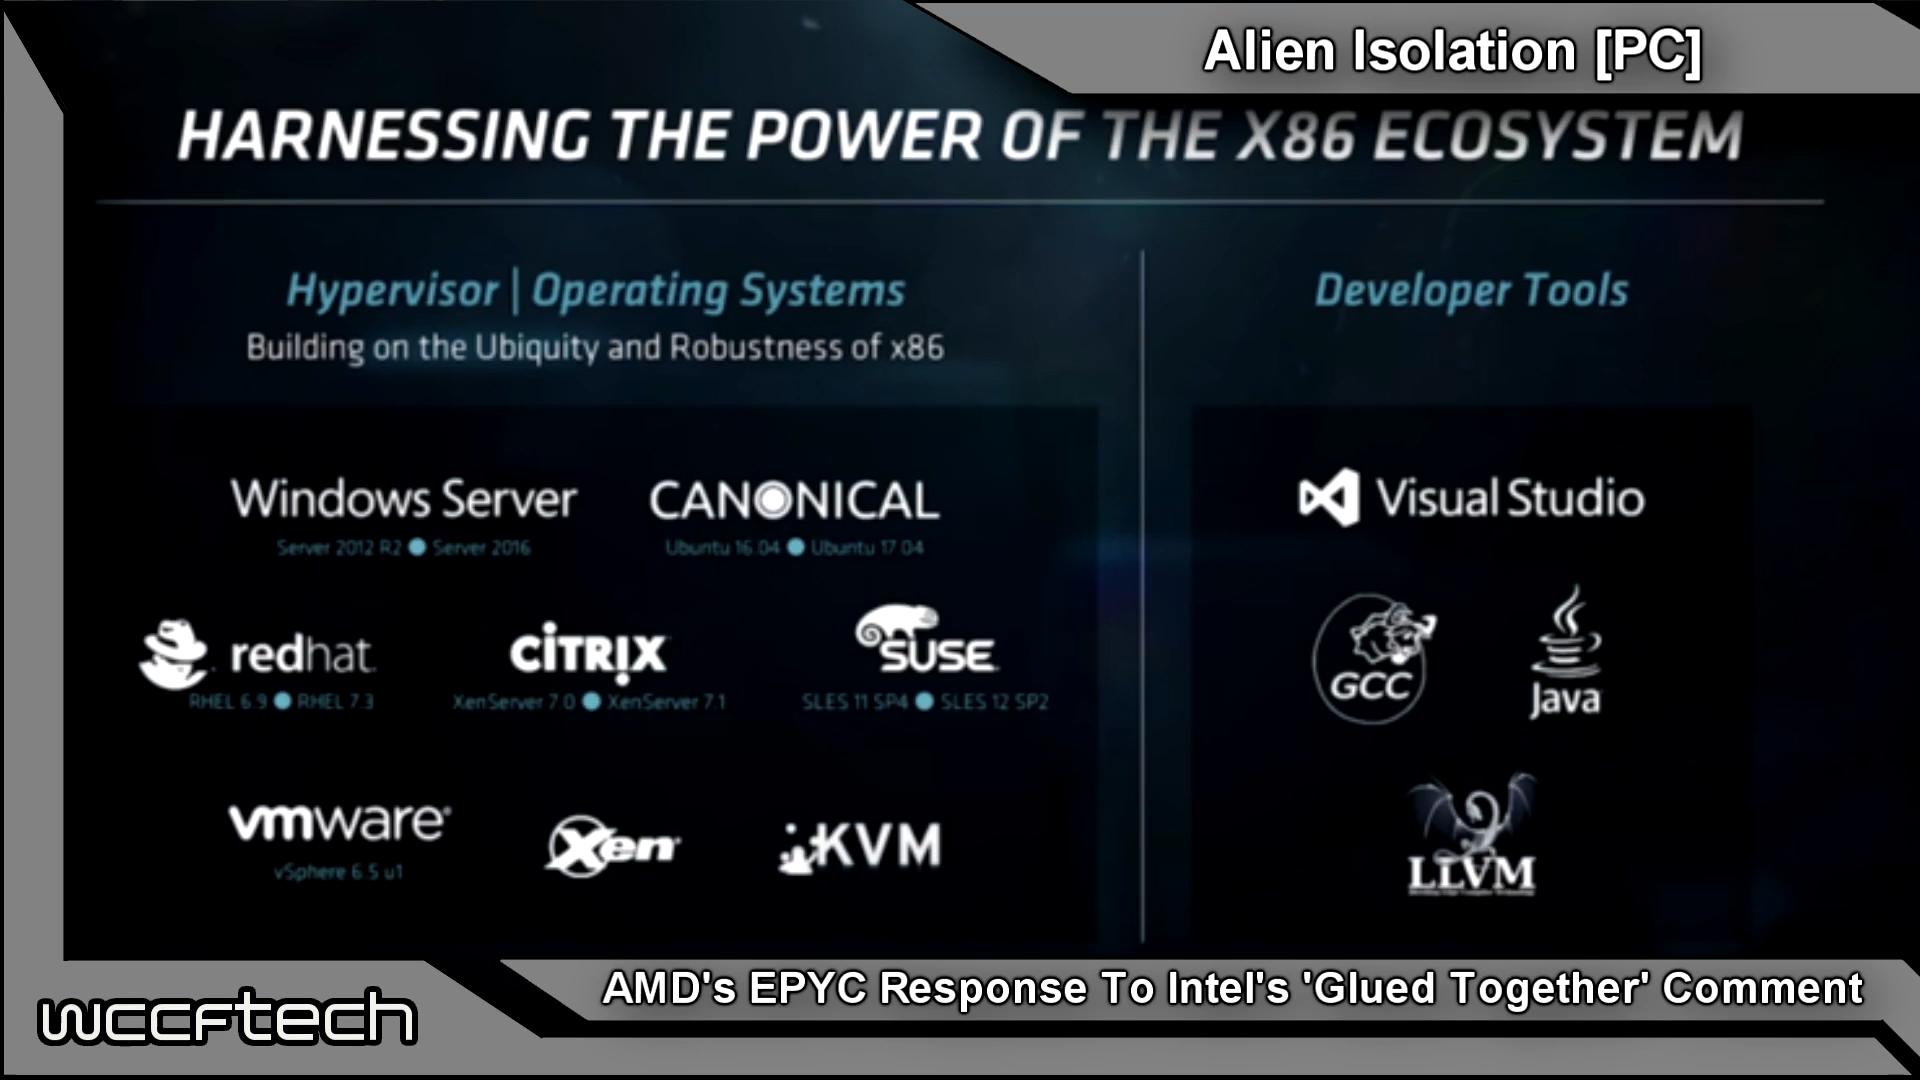 Alien Isolation [PC]
HARNESSING THE POWER OF THE X86 ECOSYSTEM
Hypervisor | Operating Systems
Building on the Ubiquity and Robustness of x86
Windows Server
Server 2012 R2 ● Server 2016
CANONICAL
Ubuntu 16.04 ● Ubuntu 17.04
redhat.
RHEL 6.9 ● RHEL 7.3
CİTRIX
XenServer 7.0 ● XenServer 7.1
SUSE
SLES 11 SP4 ● SLES 12 SP2
vmware®
vSphere 6.5 u1
Xen
KVM
Developer Tools
Visual Studio
GCC
Java
LLVM
wccftech
AMD's EPYC Response To Intel's 'Glued Together' Comment